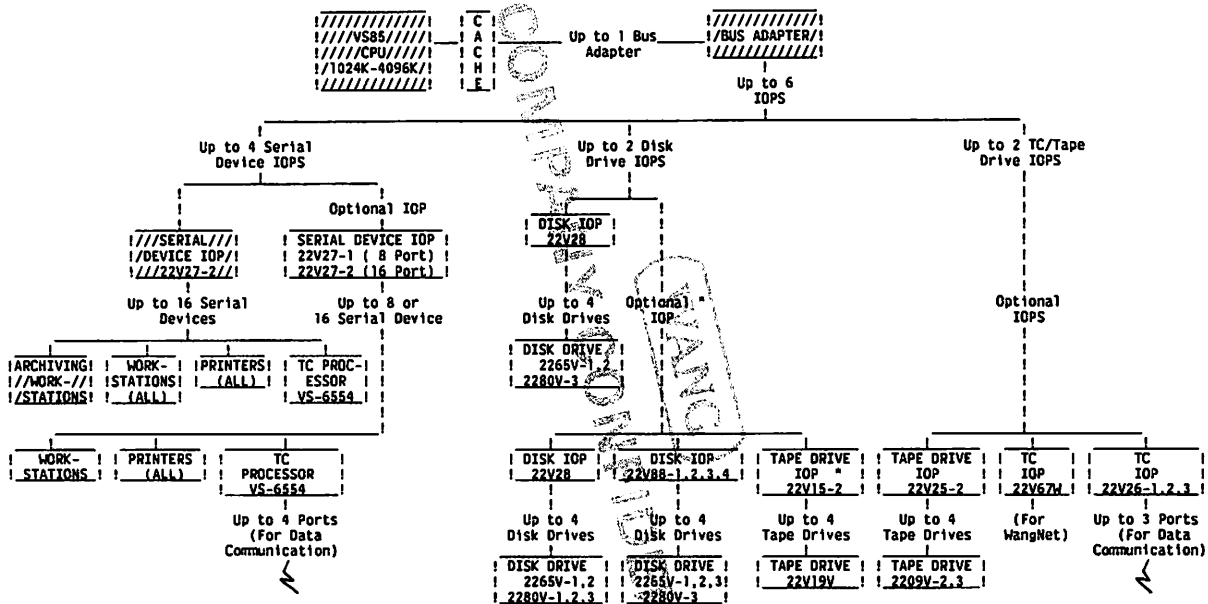 /////VS85/////
/////CPU/////
/1024K-4096K/
CACHE
Up to 1 Bus
Adapter
/BUS ADAPTER/
Up to 6
IOPS
Up to 4 Serial
Device IOPS
Up to 2 Disk
Drive IOPS
Up to 2 TC/Tape
Drive IOPS
Optional IOP
///SERIAL///
/DEVICE IOP/
///22V27-2//
SERIAL DEVICE IOP
22V27-1 ( 8 Port)
22V27-2 (16 Port)
DISK IOP
22V28
Up to 16 Serial
Devices
Up to 8 or
16 Serial Device
Up to 4
Disk Drives
Optional *
IOP
Optional
IOPS
ARCHIVING
//WORK-//
/STATIONS
WORK-
STATIONS
(ALL)
PRINTERS
(ALL)
TC PROC-
ESSOR
VS-6554
DISK DRIVE
2265V-1,2
2280V-3
WORK-
STATIONS
PRINTERS
(ALL)
TC
PROCESSOR
VS-6554
DISK IOP
22V28
DISK IOP
22V88-1,2,3,4
TAPE DRIVE
IOP *
22V15-2
TAPE DRIVE
IOP
22V25-2
TC
IOP
22V67W
TC
IOP
22V26-1,2,3
Up to 4 Ports
(For Data
Communication)
Up to 4
Disk Drives
Up to 4
Disk Drives
Up to 4
Tape Drives
Up to 4
Tape Drives
(For
WangNet)
Up to 3 Ports
(For Data
Communication)
DISK DRIVE
2265V-1,2
2280V-1,2,3
DISK DRIVE
2265V-1,2,3
2280V-3
TAPE DRIVE
22V19V
TAPE DRIVE
2209V-2,3
COMPANY CONFIDE
WANG